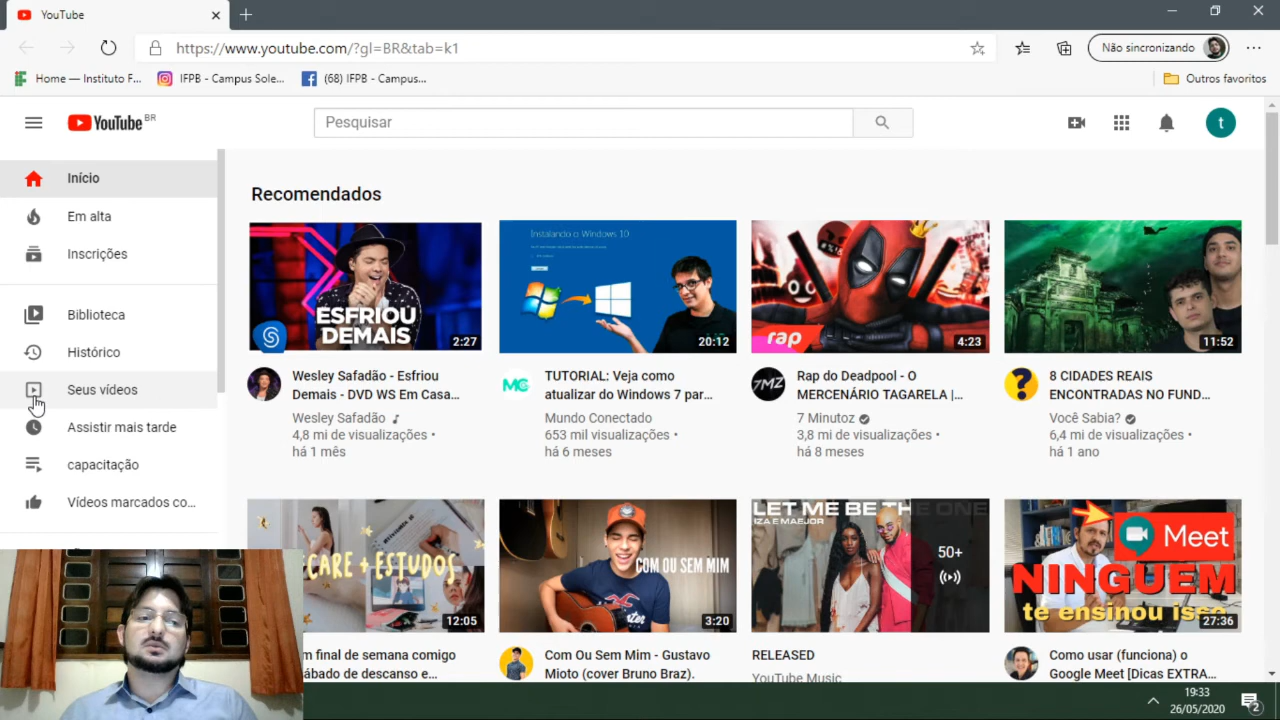 YouTube
https://www.youtube.com/?gl=BR&tab=k1
Não sincronizando
Home — Instituto F...
IFPB - Campus Sole...
(68) IFPB - Campus...
Outros favoritos
YouTube BR
Pesquisar
t
Início
Em alta
Inscrições
Biblioteca
Histórico
Seus vídeos
Assistir mais tarde
capacitação
Vídeos marcados co...
Recomendados
ESFRIOU
DEMAIS
2:27
Wesley Safadão - Esfriou
Demais - DVD WS Em Casa...
Wesley Safadão
4,8 mi de visualizações •
há 1 mês
Instalando o Windows 10
20:12
MC
TUTORIAL: Veja como
atualizar do Windows 7 par...
Mundo Conectado
653 mil visualizações •
há 6 meses
rap
4:23
7MZ
Rap do Deadpool - O
MERCENÁRIO TAGARELA |...
7 Minutoz
3,8 mi de visualizações •
há 8 meses
11:52
?
8 CIDADES REAIS
ENCONTRADAS NO FUND...
Você Sabia?
6,4 mi de visualizações •
há 1 ano
CARE + ESTUDOS
12:05
m final de semana comigo
sábado de descanso e...
COM OU SEM MIM
3:20
Com Ou Sem Mim - Gustavo
Mioto (cover Bruno Braz).
LET ME BE THE ONE
IZA E MAEJOR
50+
RELEASED
YouTube Music
Meet
NINGUEM
te ensinou isso
27:36
Como usar (funciona) o
Google Meet [Dicas EXTRA...
19:33
26/05/2020
2